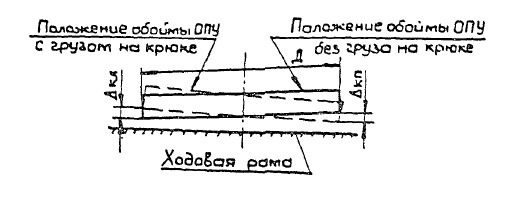 Положение обоймы ОПУ
с грузом на крюке
Положение обоймы ОПУ
без груза на крюке
Д
Δкл
Δкп
Ходовая рама